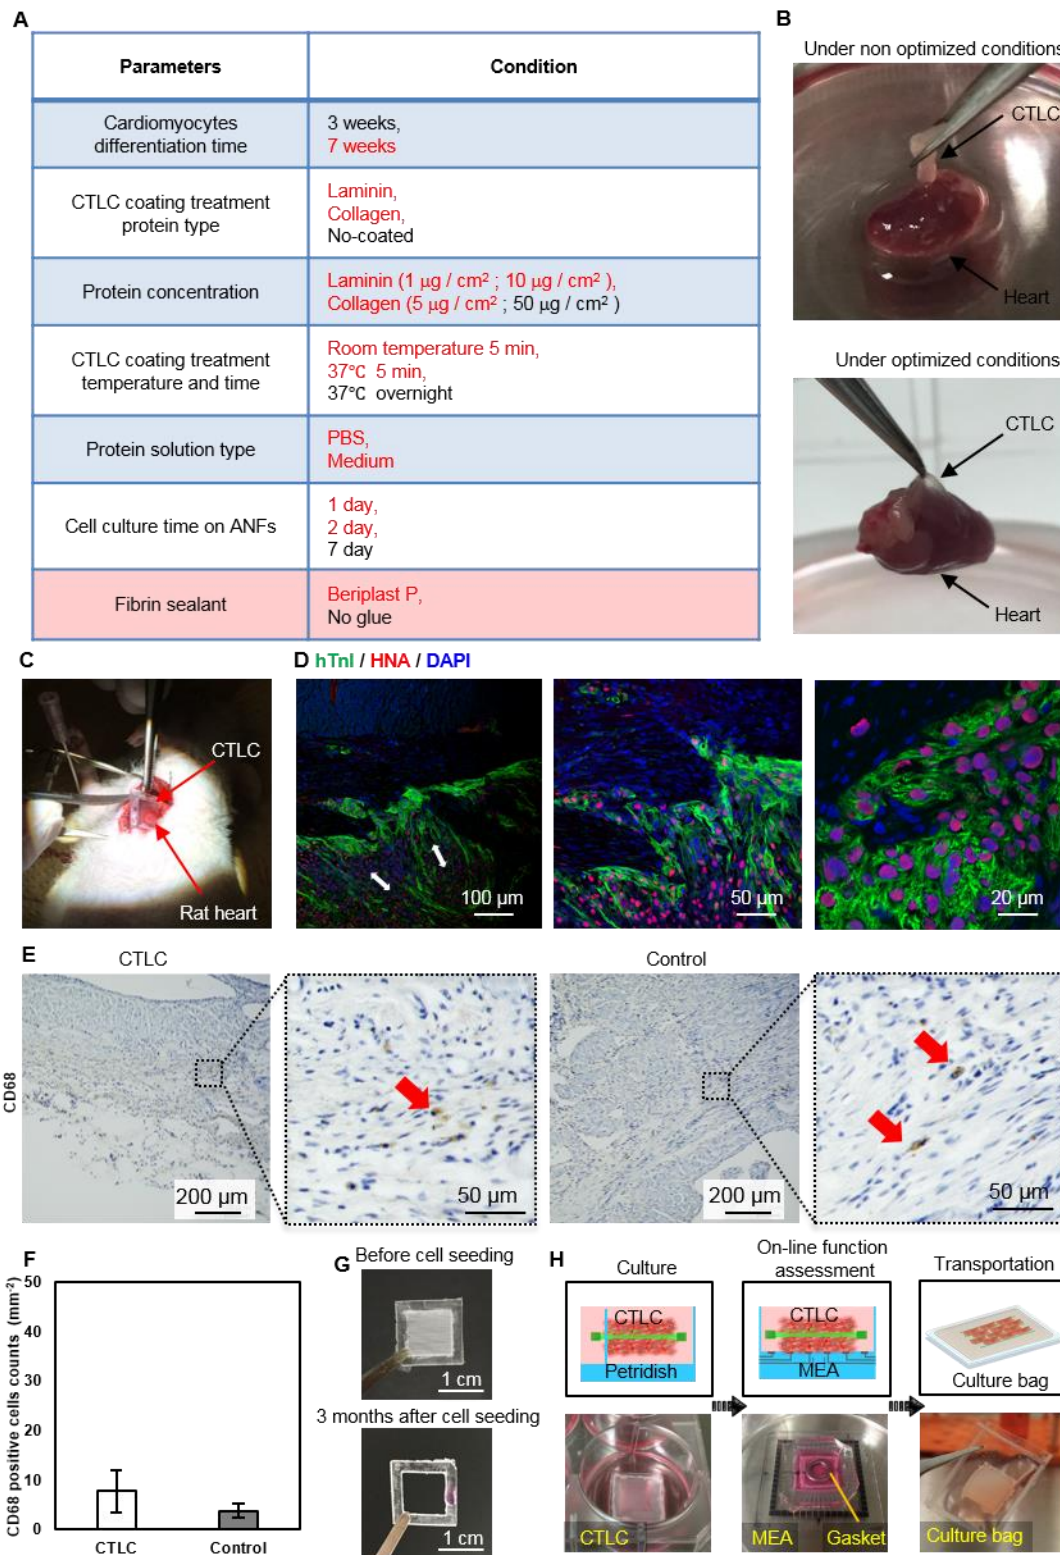 A
Parameters
Condition
Cardiomyocytes
differentiation time
3 weeks,
7 weeks
CTLC coating treatment
protein type
Laminin,
Collagen,
No-coated
Protein concentration
Laminin (1 μg / cm² ; 10 μg / cm² ),
Collagen (5 μg / cm² ; 50 μg / cm² )
CTLC coating treatment
temperature and time
Room temperature 5 min,
37℃ 5 min,
37℃ overnight
Protein solution type
PBS,
Medium
Cell culture time on ANFs
1 day,
2 day,
7 day
Fibrin sealant
Beriplast P,
No glue
B
Under non optimized conditions
CTLC
Heart
Under optimized conditions
CTLC
Heart
C
CTLC
Rat heart
D hTnI / HNA / DAPI
100 μm
50 μm
20 μm
E
CTLC
Control
CD68
200 μm
50 μm
200 μm
50 μm
F
CD68 positive cells counts (mm⁻²)
50
40
30
20
10
0
CTLC
Control
G
Before cell seeding
1 cm
3 months after cell seeding
1 cm
H
Culture
On-line function
assessment
Transportation
CTLC
Petridish
CTLC
MEA
Culture bag
CTLC
MEA
Gasket
Culture bag